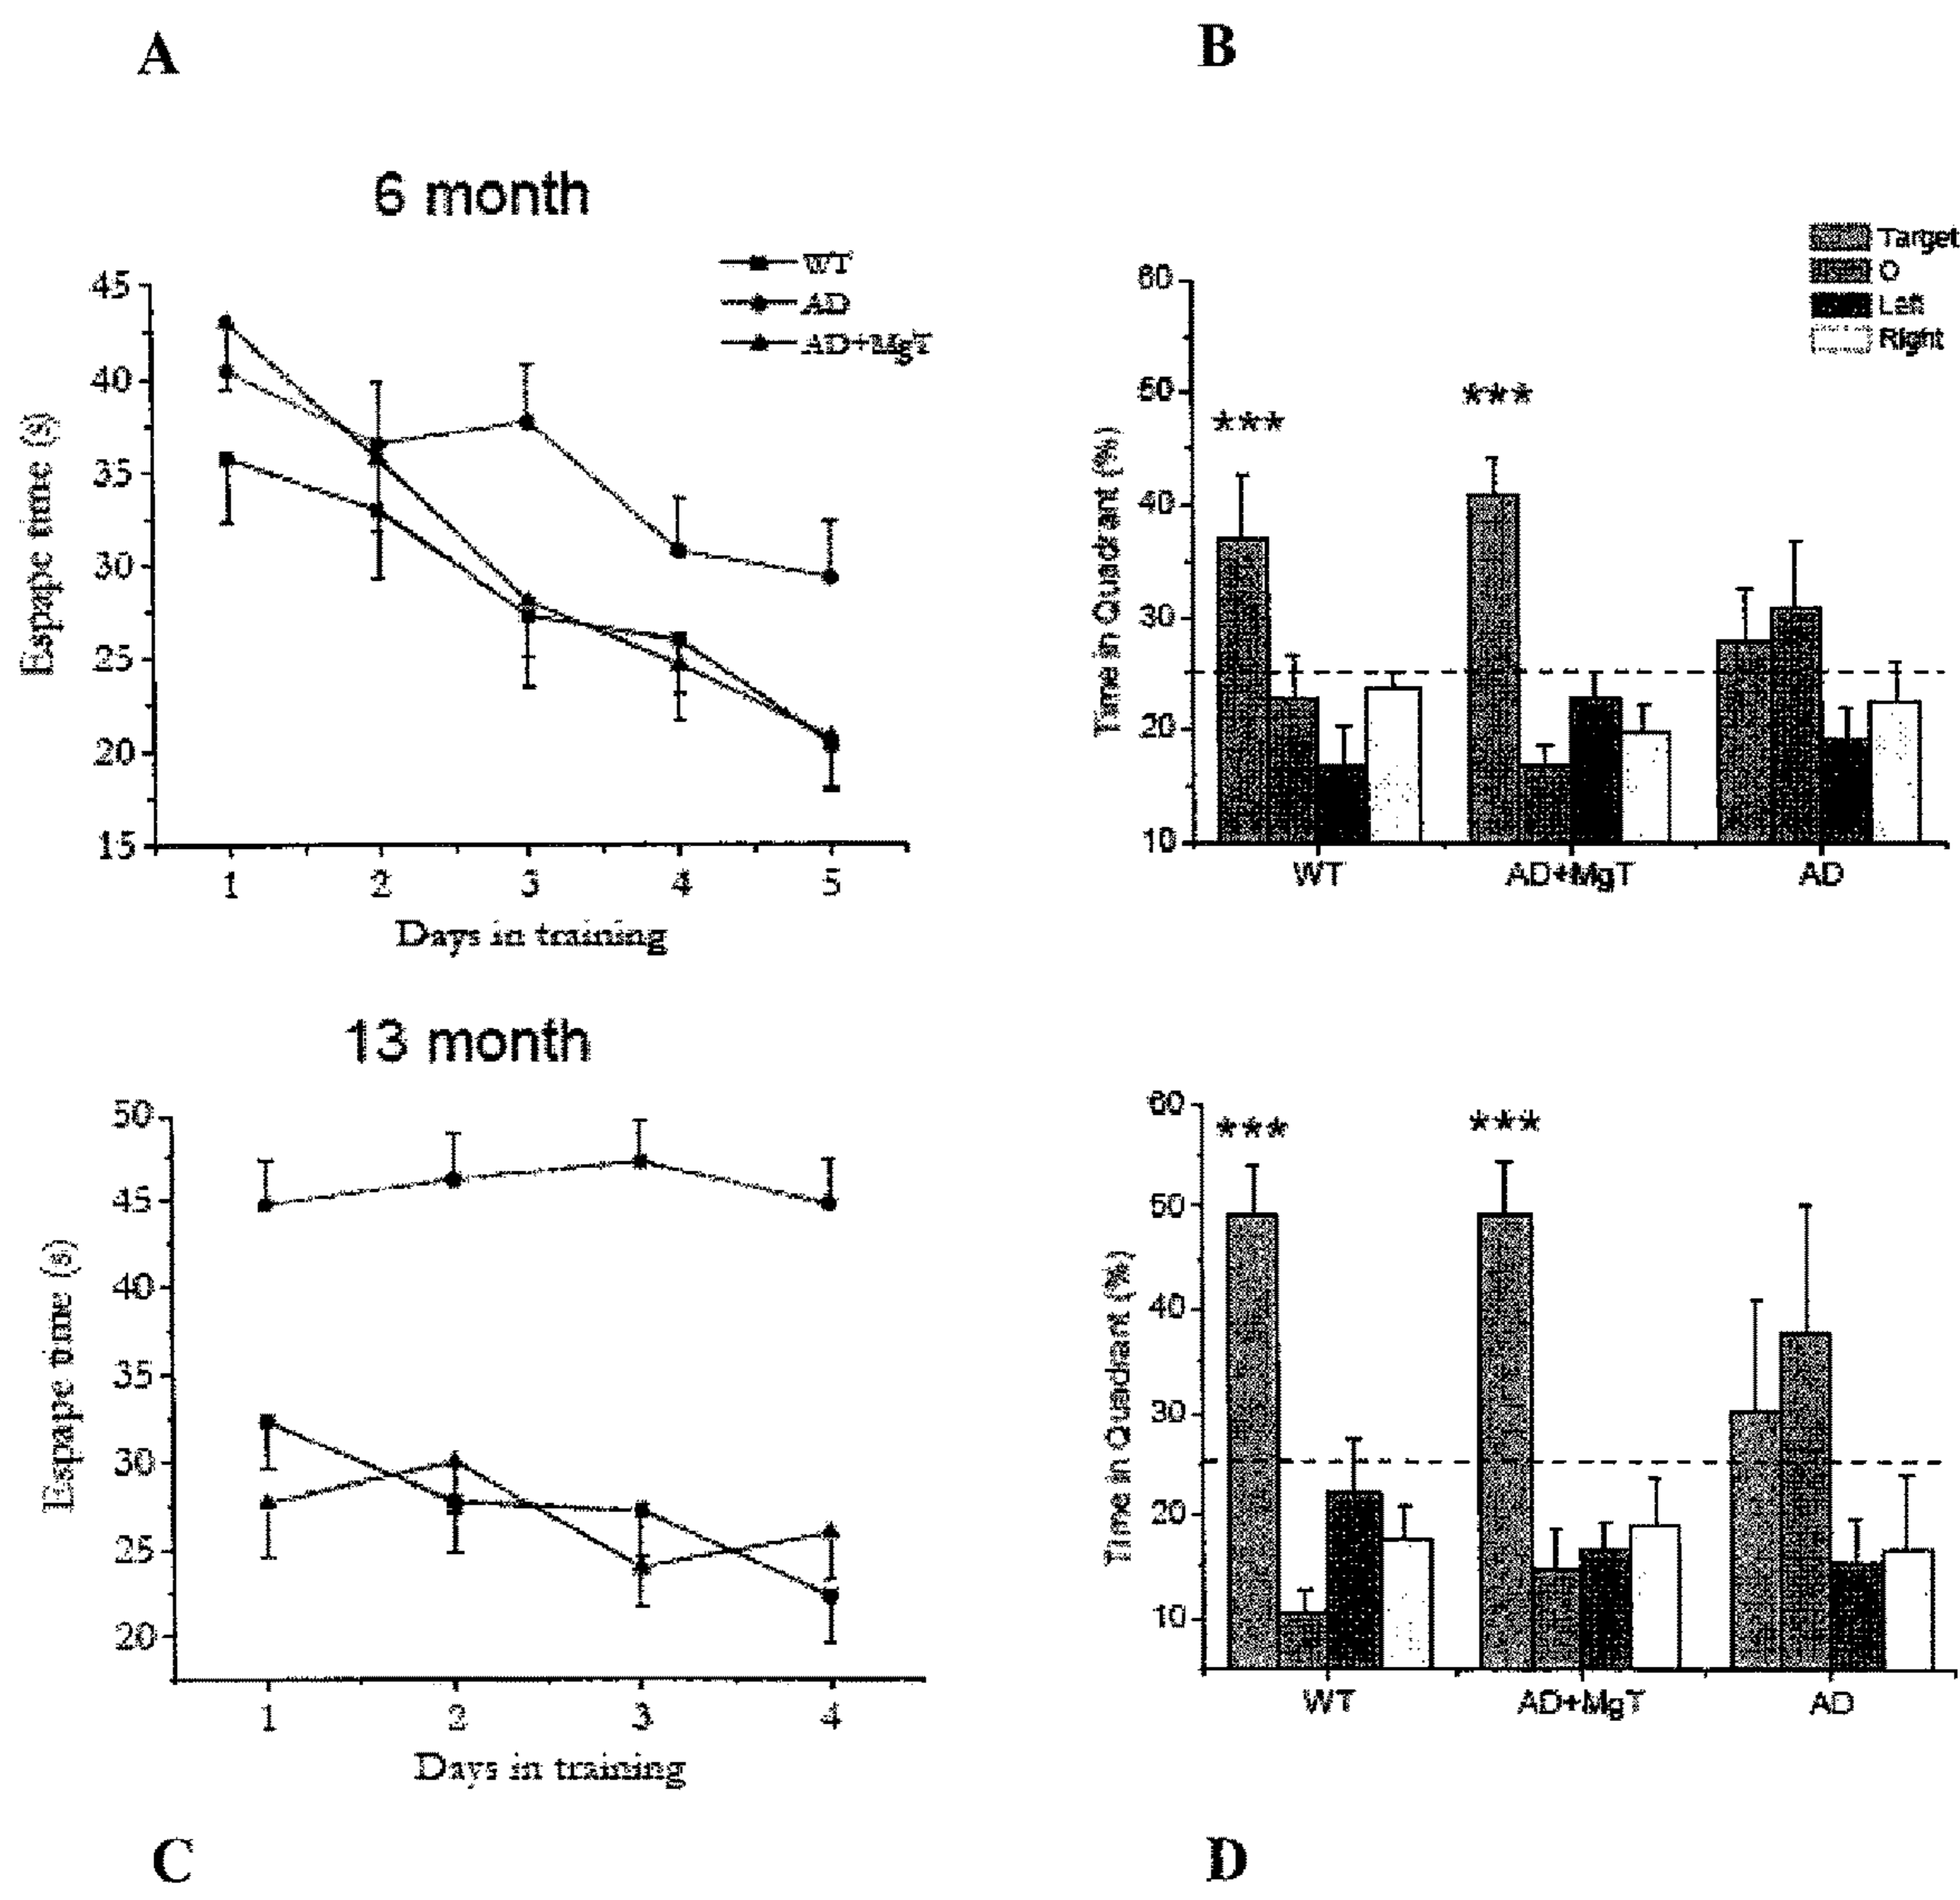 A
B
6 month
WT
AD
AD+MgT
45
40
35
30
25
20
15
Espape time (s)
1 2 3 4 5
Days in training
Target
O
Left
Right
60
50
40
30
20
10
Time in Quadrant (%)
*** ***
WT AD+MgT AD
13 month
50
45
40
35
30
25
20
Espape time (s)
1 2 3 4
Days in training
60
50
40
30
20
10
Time in Quadrant (%)
*** ***
WT AD+MgT AD
C
D